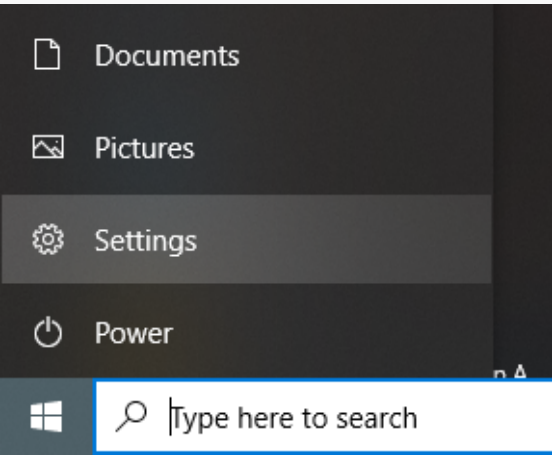 Documents
Pictures
Settings
Power
Type here to search